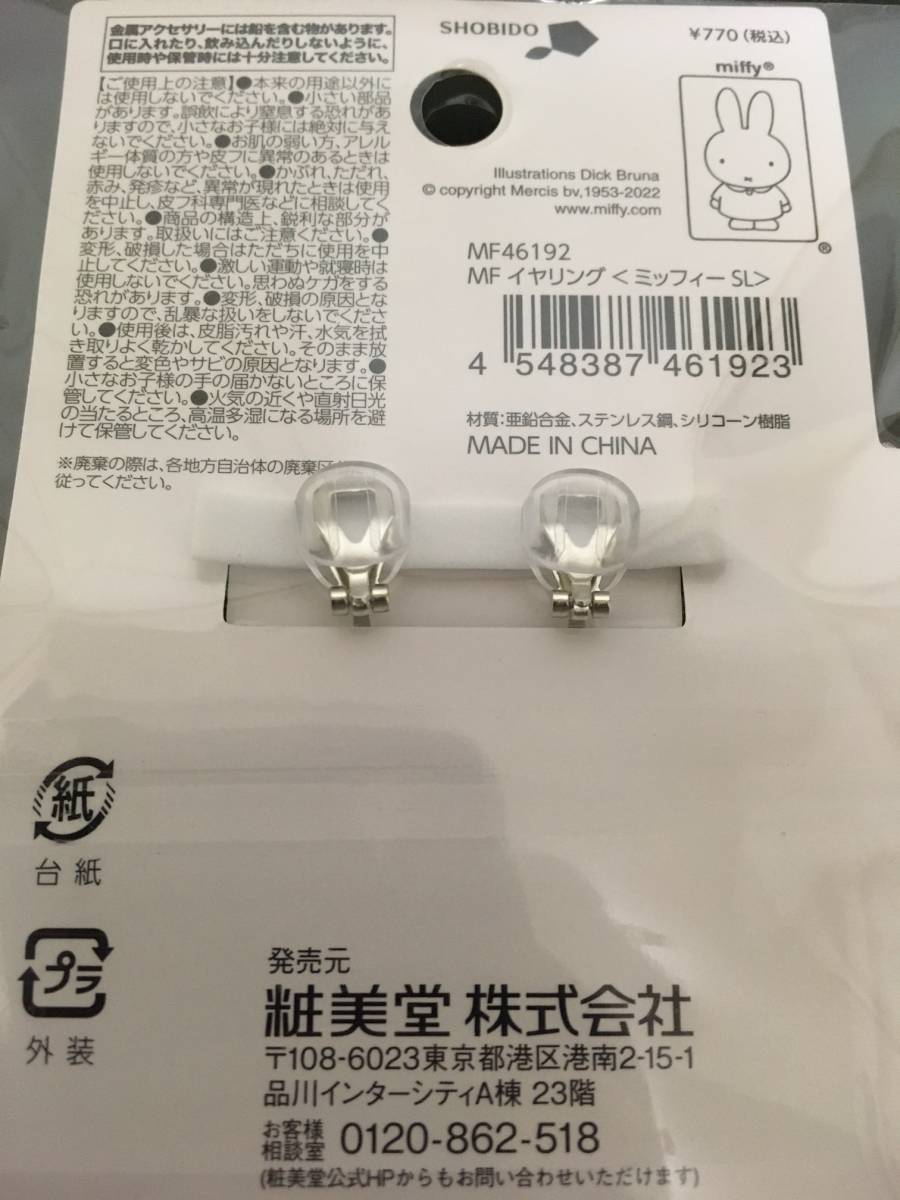 金属アクセサリーには鉛を含む物があります。
口に入れたり、飲み込んだりしないように、
使用時や保管時には十分注意してください。
【ご使用上の注意】●本来の用途以外に
は使用しないでください。●小さい部品
があります。誤飲により窒息する恐れがあ
りますので、小さなお子様には絶対に与え
ないでください。●お肌の弱い方、アレル
ギー体質の方や皮フに異常のあるときは
使用しないでください。●かぶれ、ただれ、
赤み、発疹など、異常が現れたときは使用
を中止し、皮フ科専門医などに相談してく
ださい。●商品の構造上、鋭利な部分が
あります。取扱いにはご注意ください。●
変形、破損した場合はただちに使用を中
止してください。●激しい運動や就寝時は
使用しないでください。思わぬケガをする
恐れがあります。●変形、破損の原因とな
りますので、乱暴な扱いをしないでくださ
い。●使用後は、皮脂汚れや汗、水気を拭
き取りよく乾かしてください。そのまま放
置すると変色やサビの原因となります。●
小さなお子様の手の届かないところに保
管してください。●火気の近くや直射日光
の当たるところ、高温多湿になる場所を避
けて保管してください。
※廃棄の際は、各地方自治体の廃棄区
従ってください。
SHOBIDO
¥770(税込)
miffy®
Illustrations Dick Bruna
© copyright Mercis bv,1953-2022
www.miffy.com
®
MF46192
MF イヤリング<ミッフィー SL>
4 548387 461923
材質:亜鉛合金、ステンレス鋼、シリコーン樹脂
MADE IN CHINA
紙
台紙
プラ
外装
発売元
粧美堂 株式会社
〒108-6023東京都港区港南2-15-1
品川インターシティA棟 23階
お客様相談室 0120-862-518
(粧美堂公式HPからもお問い合わせいただけます)